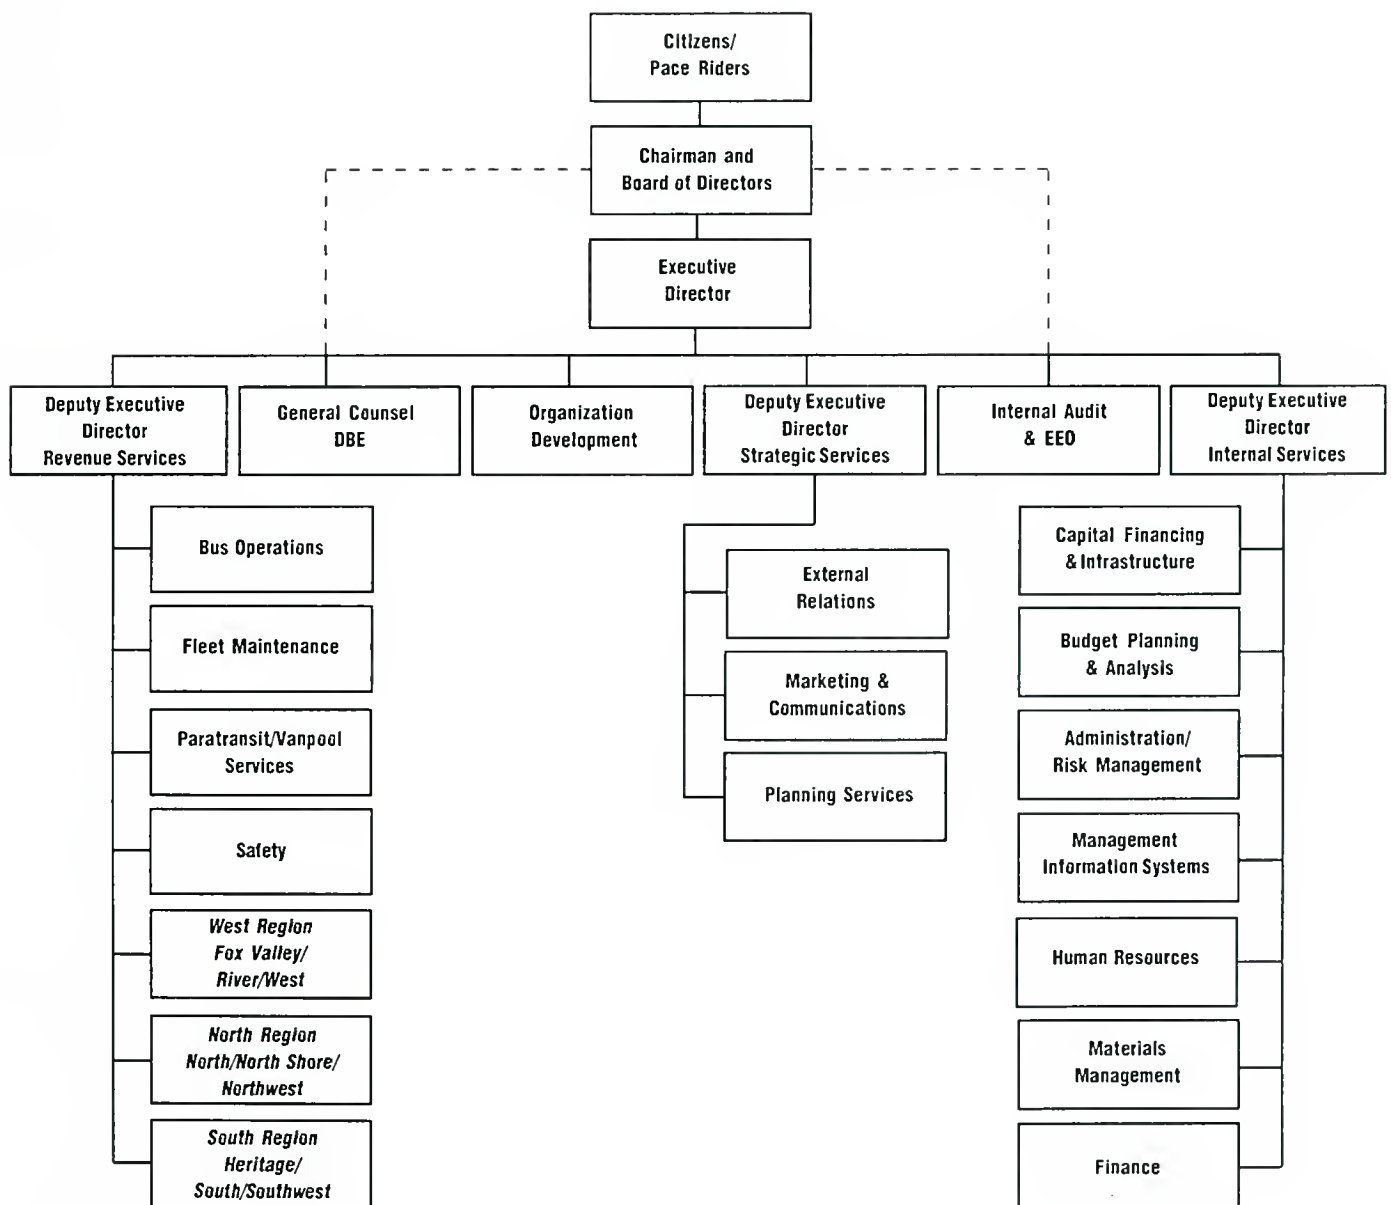 Citizens/
Pace Riders
Chairman and
Board of Directors
Executive
Director
Deputy Executive
Director
Revenue Services
General Counsel
DBE
Organization
Development
Deputy Executive
Director
Strategic Services
Internal Audit
& EEO
Deputy Executive
Director
Internal Services
Bus Operations
Fleet Maintenance
Paratransit/Vanpool
Services
Safety
West Region
Fox Valley/
River/West
North Region
North/North Shore/
Northwest
South Region
Heritage/
South/Southwest
External
Relations
Marketing &
Communications
Planning Services
Capital Financing
& Infrastructure
Budget Planning
& Analysis
Administration/
Risk Management
Management
Information Systems
Human Resources
Materials
Management
Finance